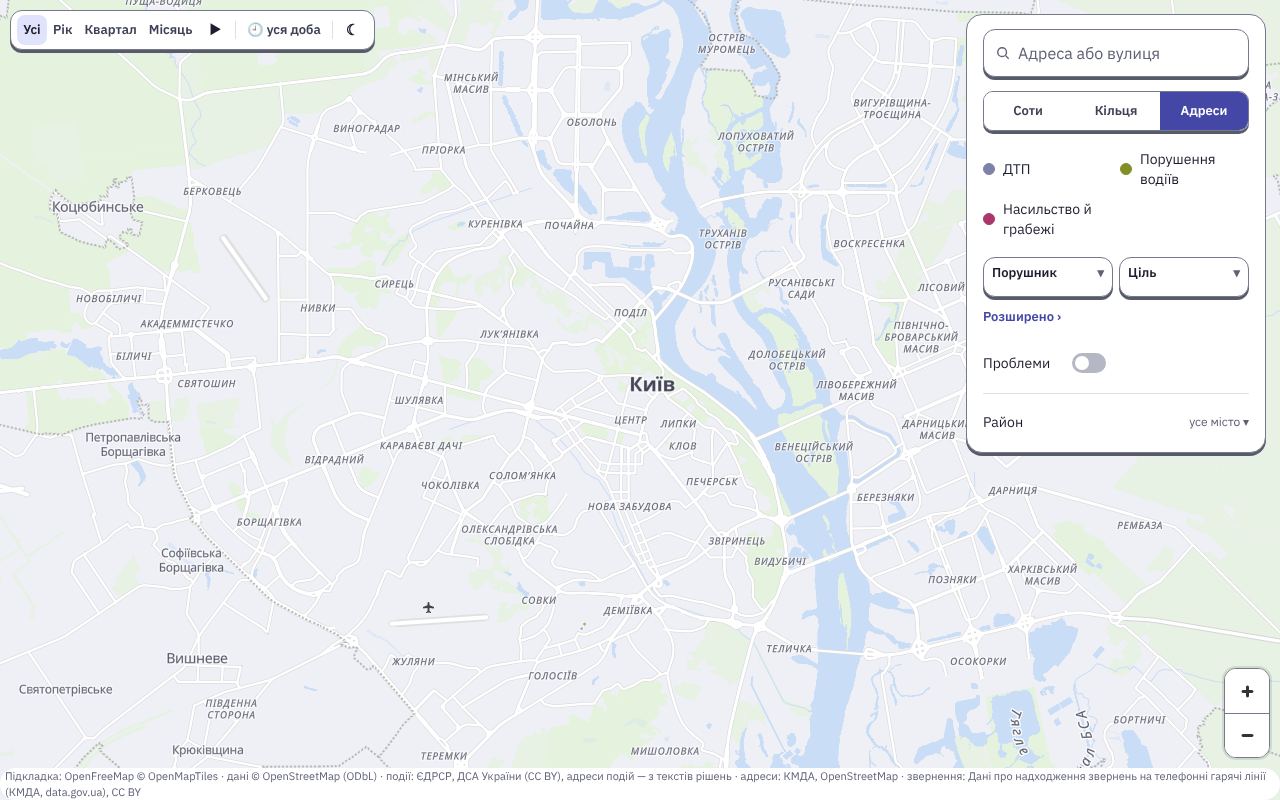 ПУЩА-ВОДИЦЯ
Усі Рік Квартал Місяць ▶ 🕘 уся доба
Адреса або вулиця
Соти Кільця Адреси
ДТП
Порушення
водіїв
Насильство й
грабежі
Порушник ▾ Ціль ▾
Розширено ›
Проблеми
Район усе місто ▾
ОСТРІВ
МУРОМЕЦЬ
МІНСЬКИЙ
МАСИВ
ВИГУРІВЩИНА-
ТРОЄЩИНА
ВИНОГРАДАР
ОБОЛОНЬ
ЛОПУХОВАТИЙ
ОСТРІВ
ПРІОРКА
БЕРКОВЕЦЬ
Коцюбинське
КУРЕНІВКА
ПОЧАЙНА
ТРУХАНІВ
ОСТРІВ
ВОСКРЕСЕНКА
СИРЕЦЬ
РУСАНІВСЬКІ
САДИ
ЛІСОВИЙ
НОВОБІЛИЧІ
НИВКИ
ПОДІЛ
АКАДЕММІСТЕЧКО
ЛУК'ЯНІВКА
ПІВНІЧНО-
БРОВАРСЬКИЙ
МАСИВ
БІЛИЧІ
ДОЛОБЕЦЬКИЙ
ОСТРІВ
СВЯТОШИН
Київ
ЛІВОБЕРЕЖНИЙ
МАСИВ
ШУЛЯВКА
ЦЕНТР
ЛИПКИ
ДАРНИЦЬКИЙ
МАСИВ
Петропавлівська
Борщагівка
КАРАВАЄВІ ДАЧІ
КЛОВ
ВЕНЕЦІЙСЬКИЙ
ОСТРІВ
ВІДРАДНИЙ
СОЛОМ'ЯНКА
ЧОКОЛІВКА
ПЕЧЕРСЬК
ДАРНИЦЯ
БЕРЕЗНЯКИ
НОВА ЗАБУДОВА
БОРЩАГІВКА
ОЛЕКСАНДРІВСЬКА
СЛОБІДКА
РЕМБАЗА
ЗВІРИНЕЦЬ
Софіївська
Борщагівка
ВИДУБИЧІ
ПОЗНЯКИ
ХАРКІВСЬКИЙ
МАСИВ
СОВКИ
ДЕМІЇВКА
ТЕЛИЧКА
Вишневе
ЖУЛЯНИ
ОСОКОРКИ
ГОЛОСІЇВ
Святопетрівське
ПІВДЕННА
СТОРОНА
Тягле
БОРТНИЧІ
Крюківщина
ТЕРЕМКИ
МИШОЛОВКА
+
−
Підкладка: OpenFreeMap © OpenMapTiles · дані © OpenStreetMap (ODbL) · події: ЄДРСР, ДСА України (CC BY), адреси подій — з текстів рішень · адреси: КМДА, OpenStreetMap · звернення: Дані про надходження звернень на телефонні гарячі лінії
(КМДА, data.gov.ua), CC BY